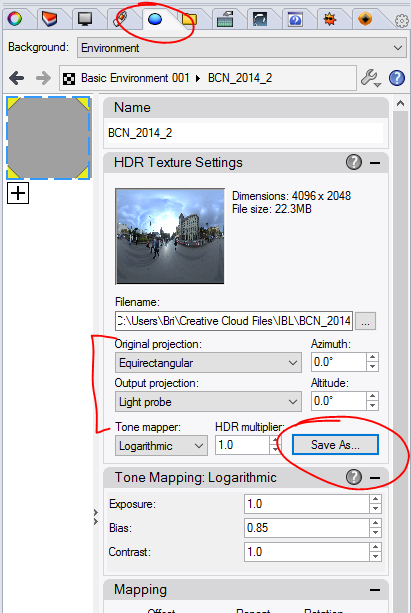 Background: Environment
Basic Environment 001 ▸ BCN_2014_2
Name
BCN_2014_2
HDR Texture Settings
Dimensions: 4096 x 2048
File size: 22.3MB
Filename:
C:\Users\Bri\Creative Cloud Files\IBL\BCN_2014 ...
Original projection: Azimuth:
Equirectangular 0.0°
Output projection: Altitude:
Light probe 0.0°
Tone mapper: HDR multiplier:
Logarithmic 1.0 Save As...
Tone Mapping: Logarithmic
Exposure: 1.0
Bias: 0.85
Contrast: 1.0
Mapping
Offset Repeat Rotation